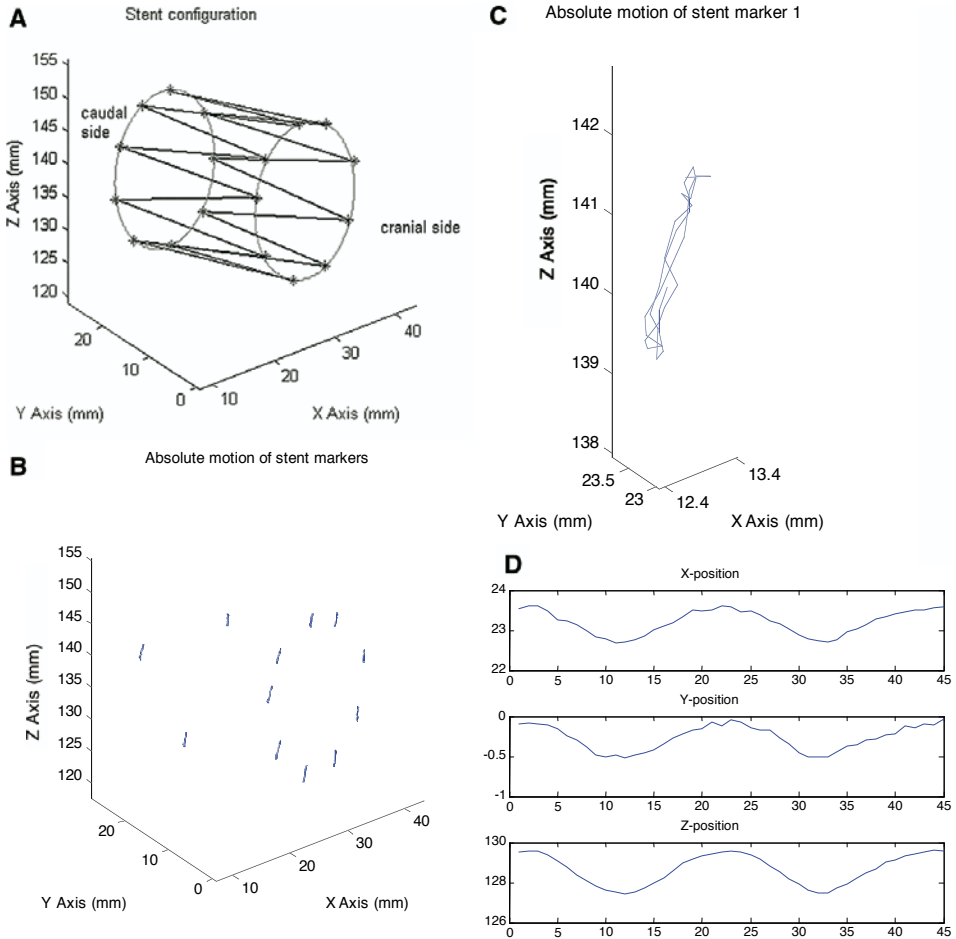 A
Stent configuration
155
150
145
140
135
130
125
120
Z Axis (mm)
caudal
side
cranial side
20
10
0
10
20
30
40
Y Axis (mm)
X Axis (mm)
B
Absolute motion of stent markers
155
150
145
140
135
130
125
120
Z Axis (mm)
20
10
0
10
20
30
40
Y Axis (mm)
X Axis (mm)
C
Absolute motion of stent marker 1
142
141
140
139
138
Z Axis (mm)
23.5
23
12.4
13.4
Y Axis (mm)
X Axis (mm)
D
X-position
24
23
22
0 5 10 15 20 25 30 35 40 45
Y-position
0
-0.5
-1
0 5 10 15 20 25 30 35 40 45
Z-position
130
128
126
0 5 10 15 20 25 30 35 40 45